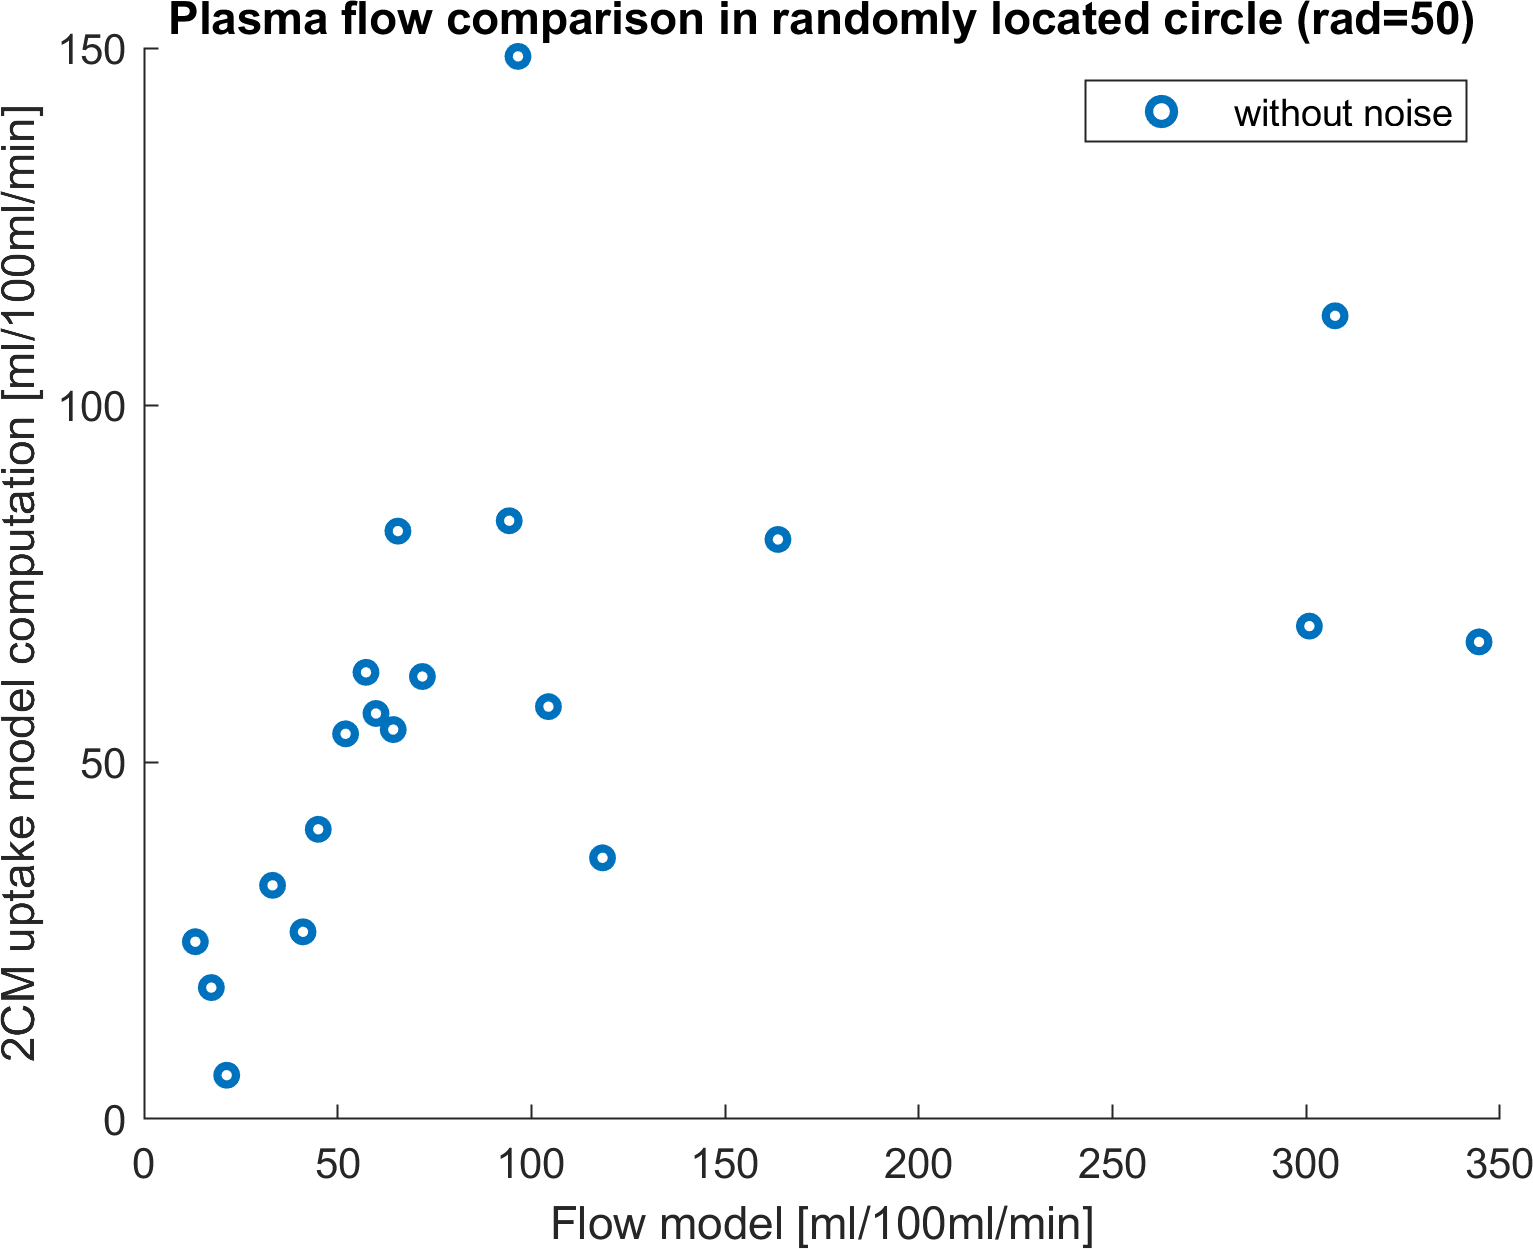 Plasma flow comparison in randomly located circle (rad=50)
without noise
2CM uptake model computation [ml/100ml/min]
150
100
50
0
0 50 100 150 200 250 300 350
Flow model [ml/100ml/min]